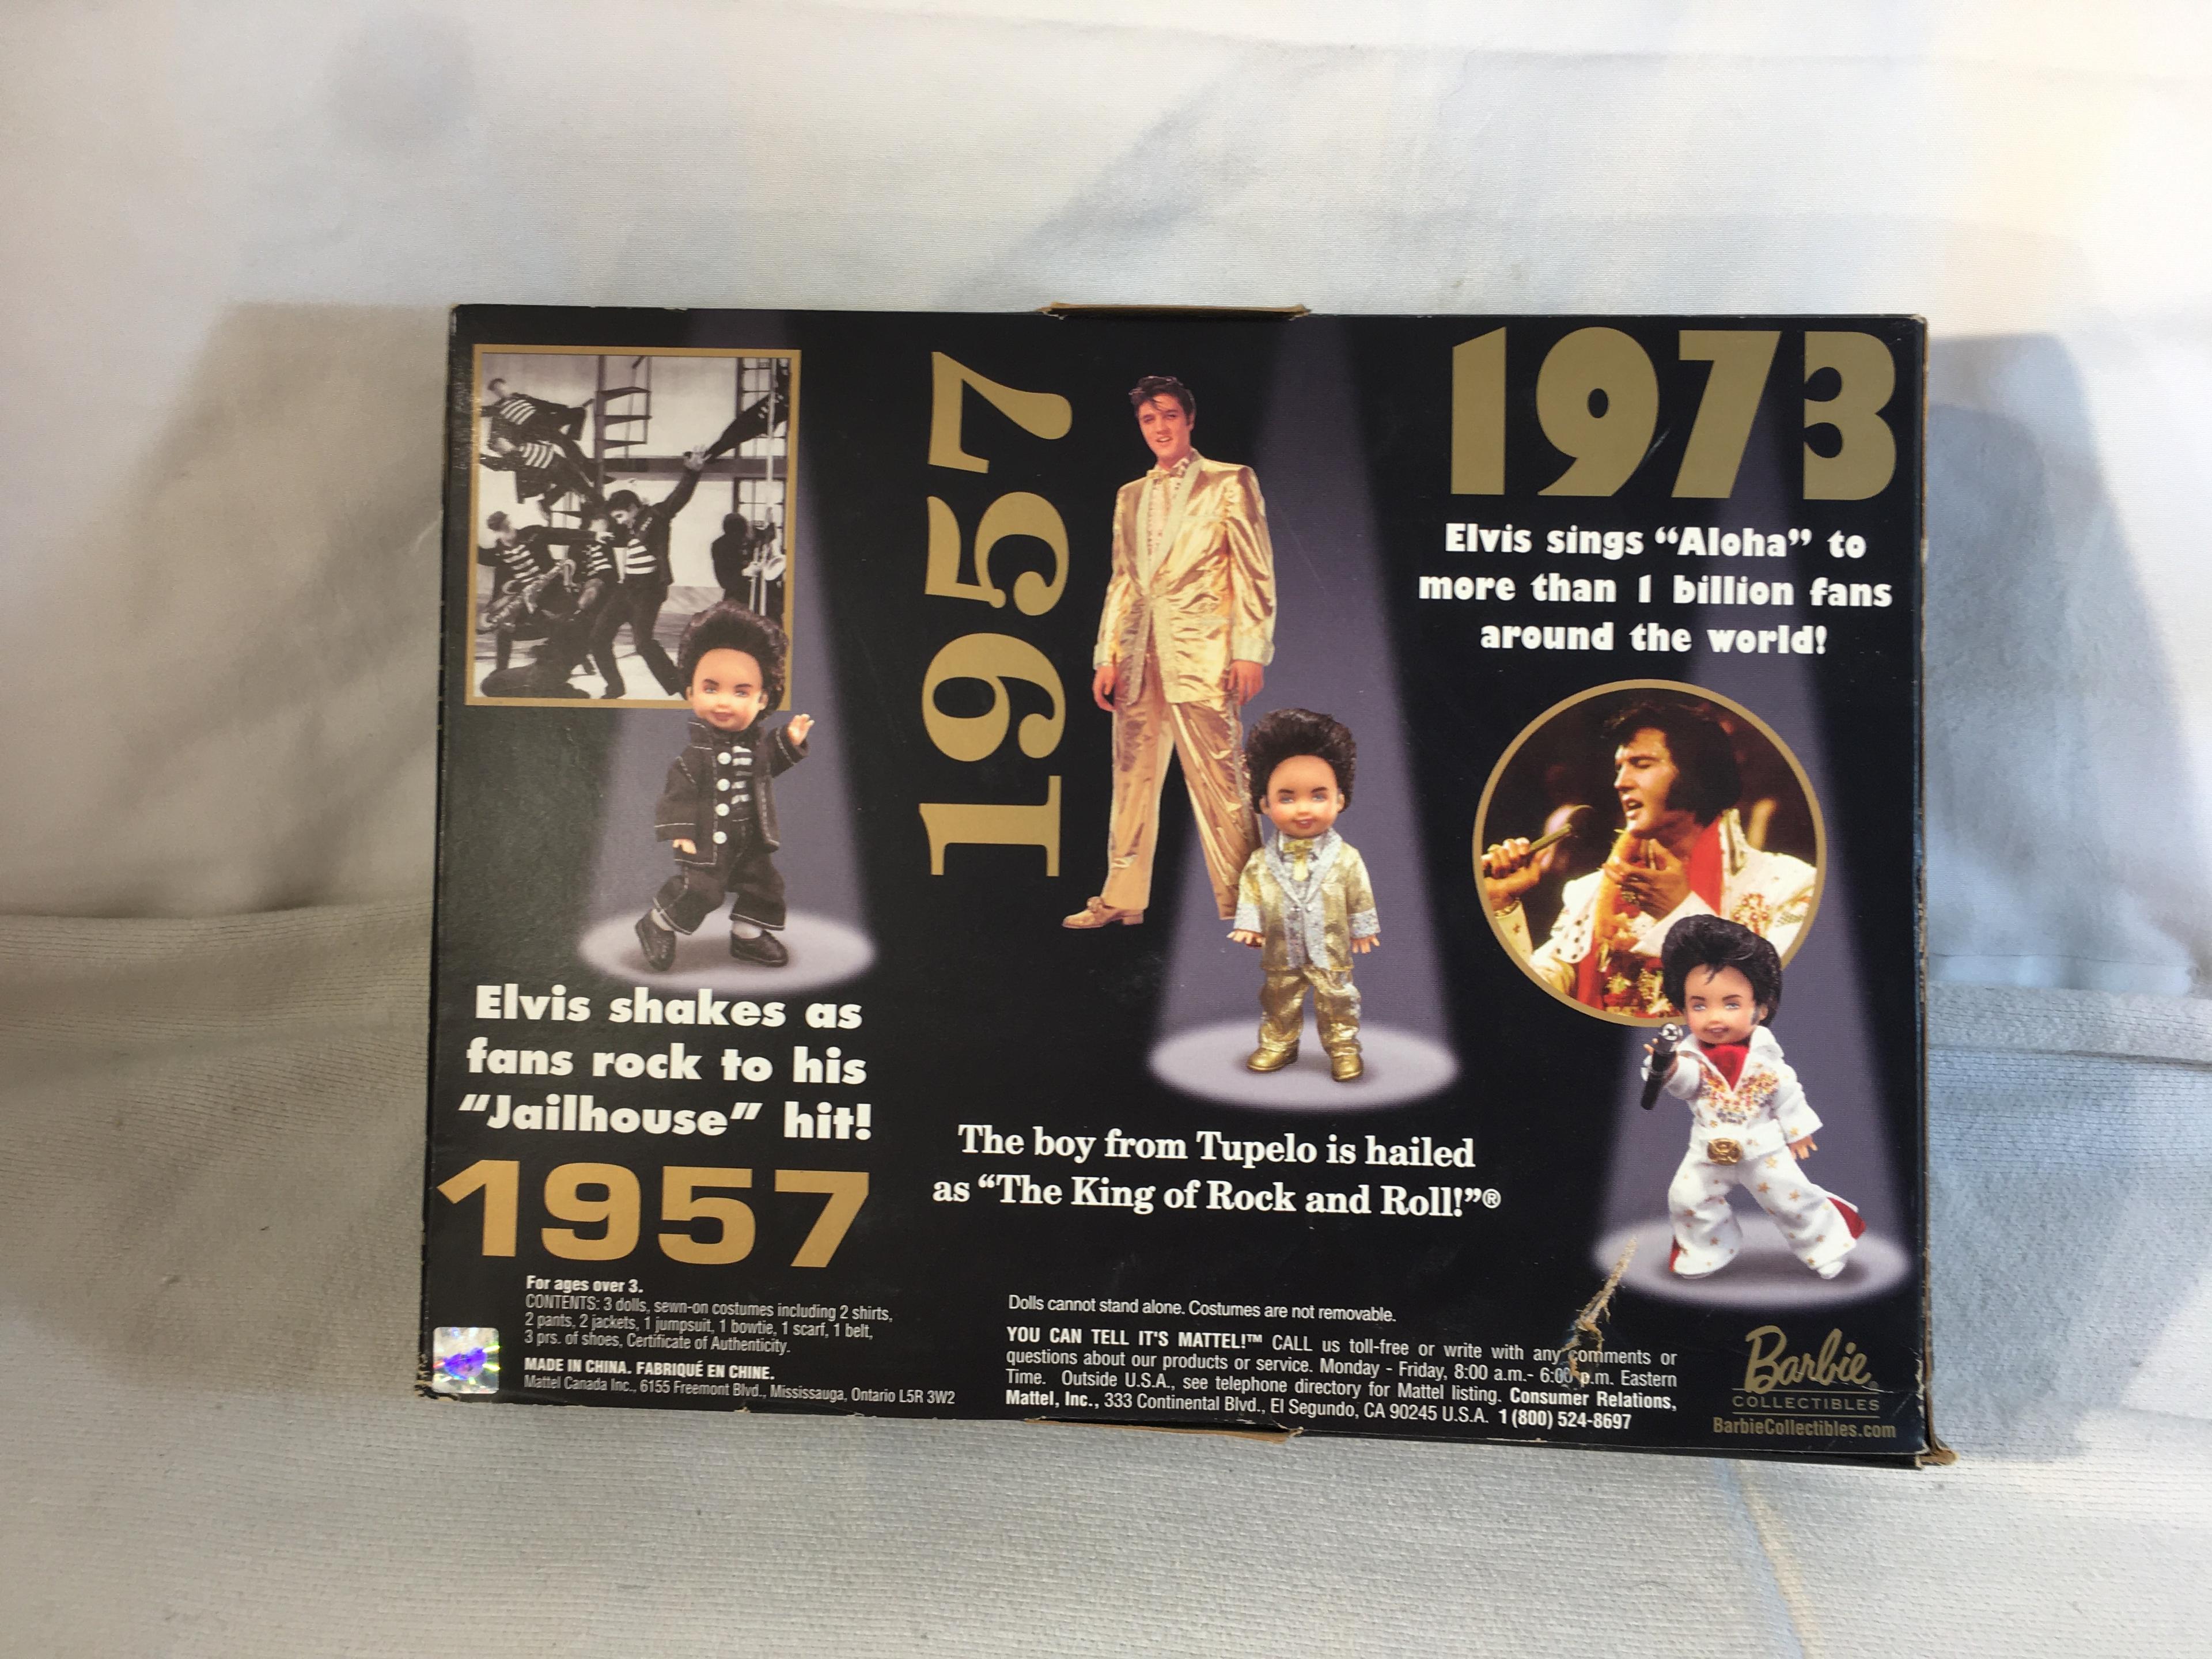 1957
1973
Elvis sings “Aloha” to
more than 1 billion fans
around the world!
Elvis shakes as
fans rock to his
"Jailhouse" hit!
1957
The boy from Tupelo is hailed
as “The King of Rock and Roll!”®
For ages over 3.
CONTENTS: 3 dolls, sewn-on costumes including 2 shirts,
2 pants, 2 jackets, 1 jumpsuit, 1 bowtie, 1 scarf, 1 belt,
3 prs. of shoes, Certificate of Authenticity.
MADE IN CHINA. FABRIQUÉ EN CHINE.
Mattel Canada Inc., 6155 Freemont Blvd., Mississauga, Ontario L5R 3W2
Dolls cannot stand alone. Costumes are not removable.
YOU CAN TELL IT'S MATTEL!™ CALL us toll-free or write with any comments or
questions about our products or service. Monday - Friday, 8:00 a.m.- 6:00 p.m. Eastern
Time. Outside U.S.A., see telephone directory for Mattel listing. Consumer Relations,
Mattel, Inc., 333 Continental Blvd., El Segundo, CA 90245 U.S.A. 1 (800) 524-8697
Barbie®
COLLECTIBLES
BarbieCollectibles.com